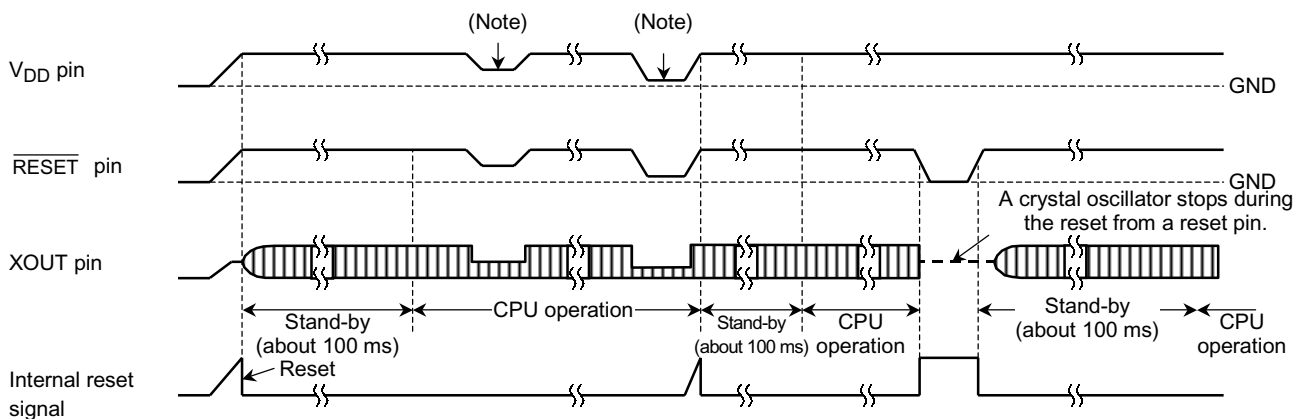 (Note)
(Note)
VDD pin
GND
RESET pin
GND
A crystal oscillator stops during
the reset from a reset pin.
XOUT pin
Stand-by
(about 100 ms)
CPU operation
Stand-by
(about 100 ms)
CPU
operation
Stand-by
(about 100 ms)
CPU
operation
Reset
Internal reset
signal